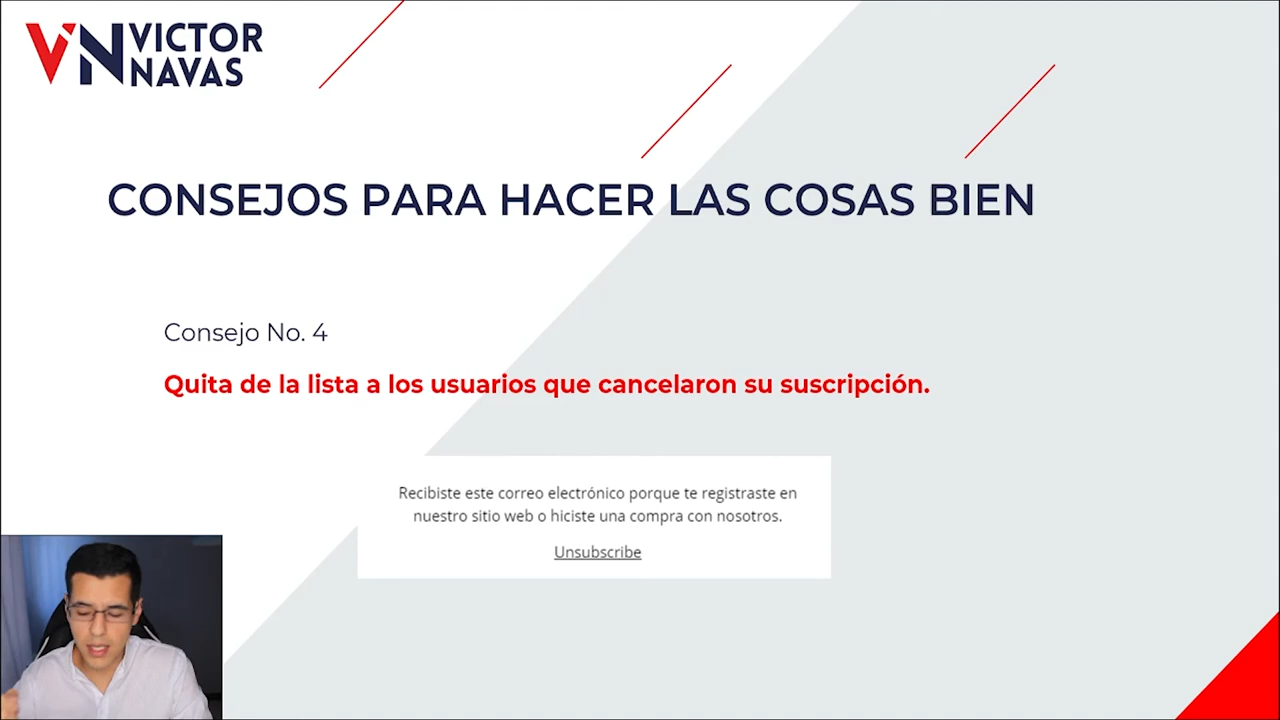 VN VICTOR
NAVAS
CONSEJOS PARA HACER LAS COSAS BIEN
Consejo No. 4
Quita de la lista a los usuarios que cancelaron su suscripción.
Recibiste este correo electrónico porque te registraste en
nuestro sitio web o hiciste una compra con nosotros.
Unsubscribe